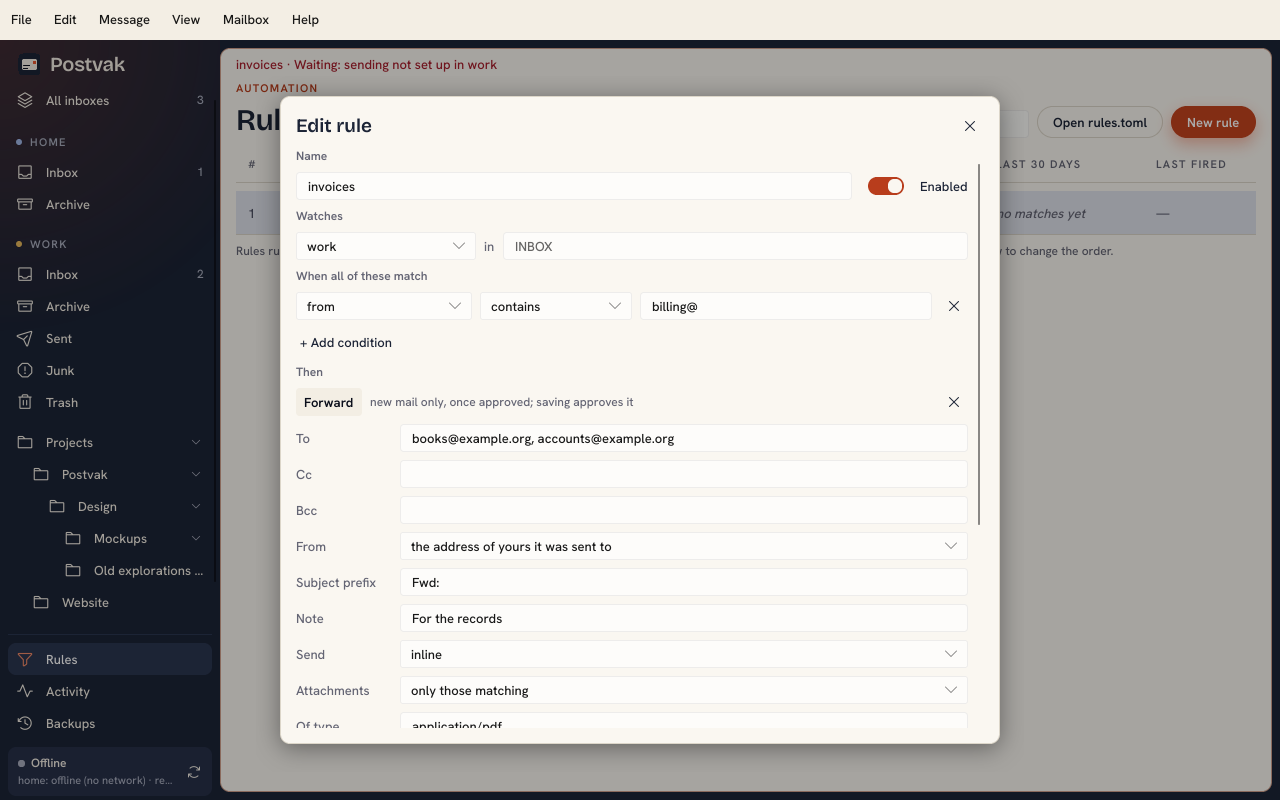 File Edit Message View Mailbox Help
Postvak
All inboxes 3
HOME
Inbox 1
Archive
WORK
Inbox 2
Archive
Sent
Junk
Trash
Projects
Postvak
Design
Mockups
Old explorations ...
Website
Rules
Activity
Backups
Offline
home: offline (no network) · re...
invoices · Waiting: sending not set up in work
AUTOMATION
Rul
Open rules.toml
New rule
# LAST 30 DAYS LAST FIRED
1 no matches yet —
Rules ru y to change the order.
Edit rule
Name
invoices
Enabled
Watches
work in INBOX
When all of these match
from contains billing@
+ Add condition
Then
Forward new mail only, once approved; saving approves it
To books@example.org, accounts@example.org
Cc
Bcc
From the address of yours it was sent to
Subject prefix Fwd:
Note For the records
Send inline
Attachments only those matching
Of type application/pdf